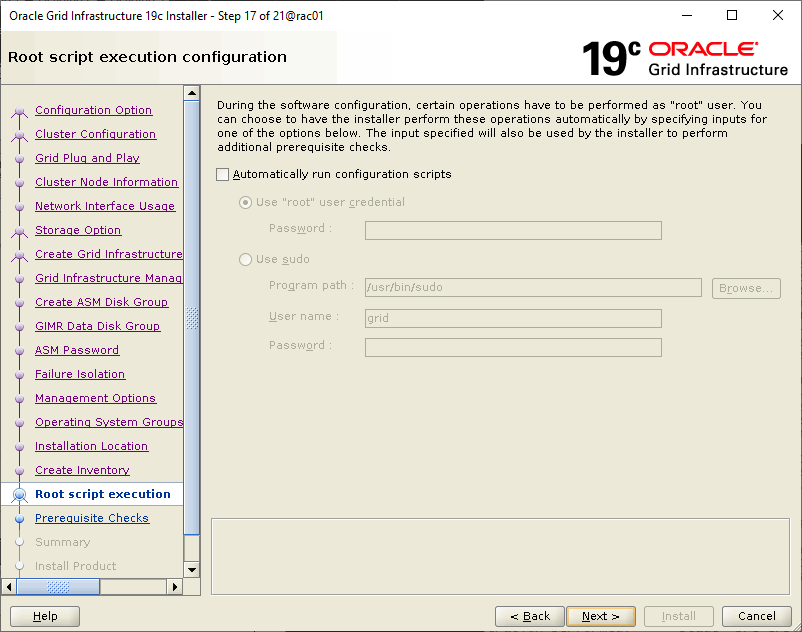 Oracle Grid Infrastructure 19c Installer - Step 17 of 21@rac01
Root script execution configuration
19c ORACLE
Grid Infrastructure
Configuration Option
Cluster Configuration
Grid Plug and Play
Cluster Node Information
Network Interface Usage
Storage Option
Create Grid Infrastructure
Grid Infrastructure Manag
Create ASM Disk Group
GIMR Data Disk Group
ASM Password
Failure Isolation
Management Options
Operating System Groups
Installation Location
Create Inventory
Root script execution
Prerequisite Checks
Summary
Install Product
During the software configuration, certain operations have to be performed as "root" user. You
can choose to have the installer perform these operations automatically by specifying inputs for
one of the options below. The input specified will also be used by the installer to perform
additional prerequisite checks.
Automatically run configuration scripts
Use "root" user credential
Password :
Use sudo
Program path : /usr/bin/sudo Browse...
User name : grid
Password :
Help < Back Next > Install Cancel